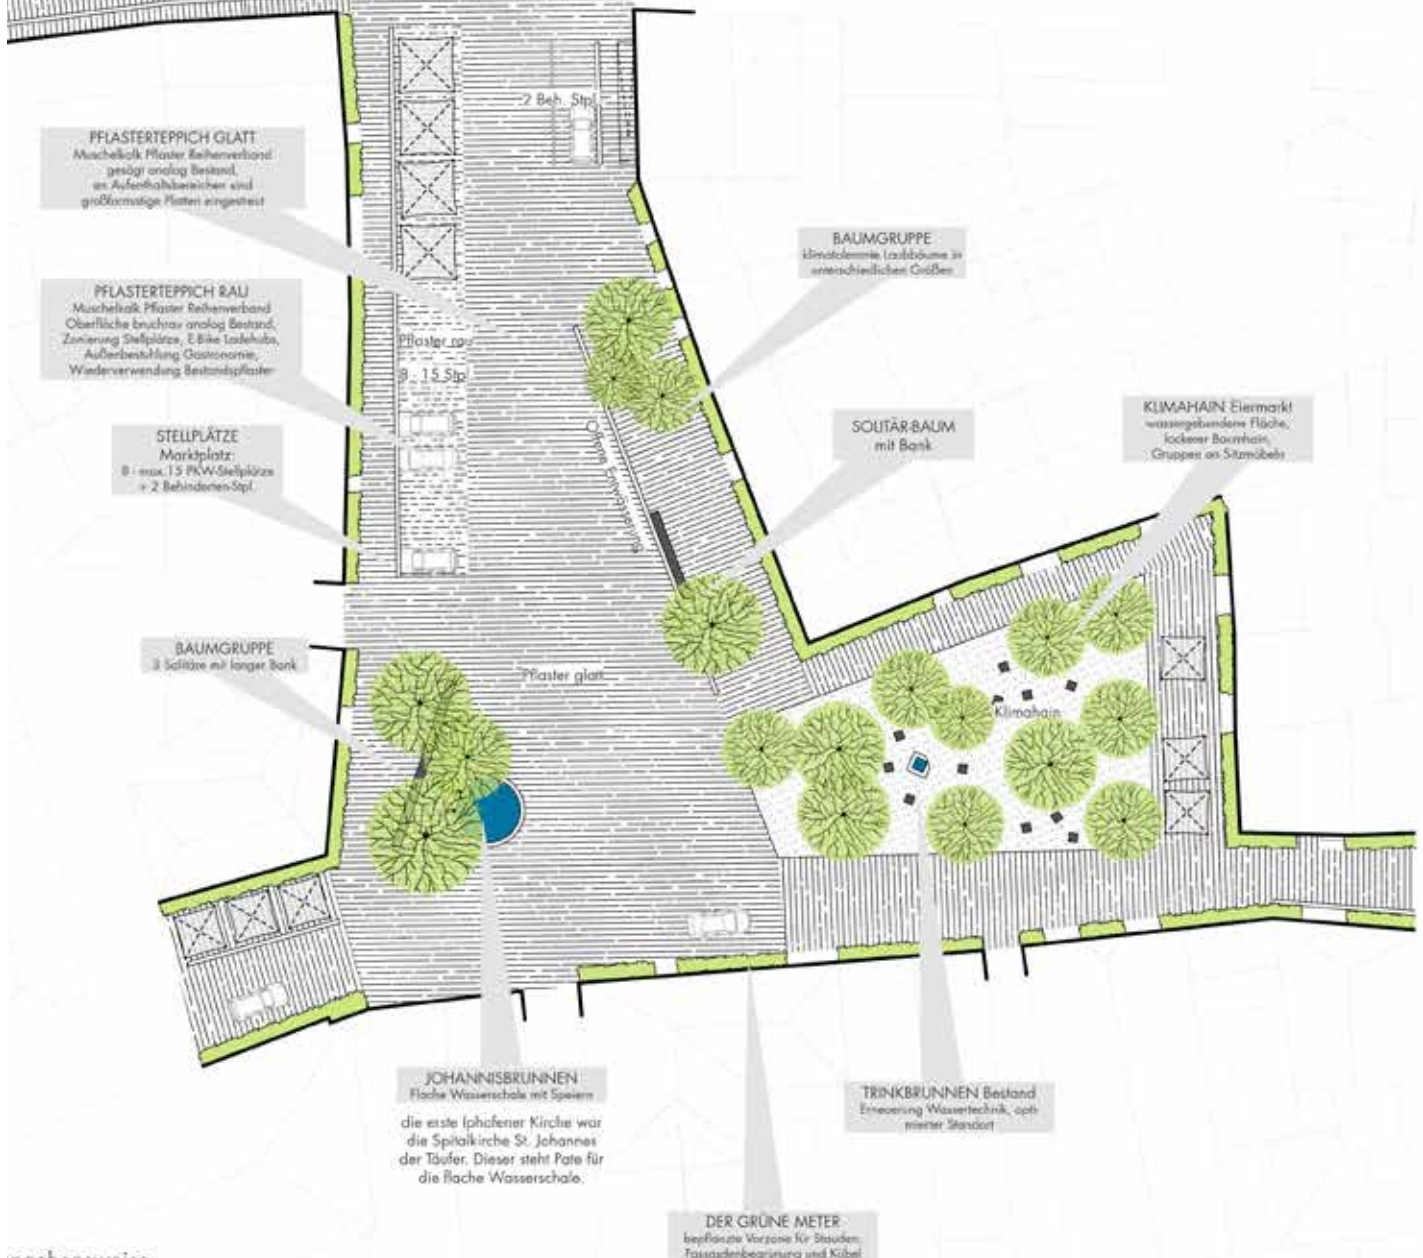 2 Beh. Stpl.
PFLASTERTEPPICH GLATT
Muschelkalk Pflaster Reihenverband
gesägt analog Bestand,
an Aufenthaltsbereichen sind
großformatige Platten eingestreut
BAUMGRUPPE
klimatolerante Laubbäume in
unterschiedlichen Größen
PFLASTERTEPPICH RAU
Muschelkalk Pflaster Reihenverband
Oberfläche bruchrau analog Bestand,
Zonierung Stellplätze, E-Bike Ladehubs,
Außenbestuhlung Gastronomie,
Wiederverwendung Bestandspflaster
Pflaster rau
8 - 15 Stpl
Offene Entwässerung
STELLPLÄTZE
Marktplatz:
8 - max. 15 PKW-Stellplätze
+ 2 Behinderten-Stpl.
SOLITÄR-BAUM
mit Bank
KLIMAHAIN Eiermarkt
wassergebundene Fläche,
lockerer Baumhain,
Gruppen an Sitzmöbeln
BAUMGRUPPE
3 Solitäre mit langer Bank
Pflaster glatt
Klimahain
JOHANNISBRUNNEN
Flache Wasserschale mit Speiern
die erste Iphofener Kirche war
die Spitalkirche St. Johannes
der Täufer. Dieser steht Pate für
die flache Wasserschale.
TRINKBRUNNEN Bestand
Erneuerung Wassertechnik, opti-
mierter Standort
DER GRÜNE METER
bepflanzte Vorzone für Stauden,
Fassadenbegrünung und Kübel